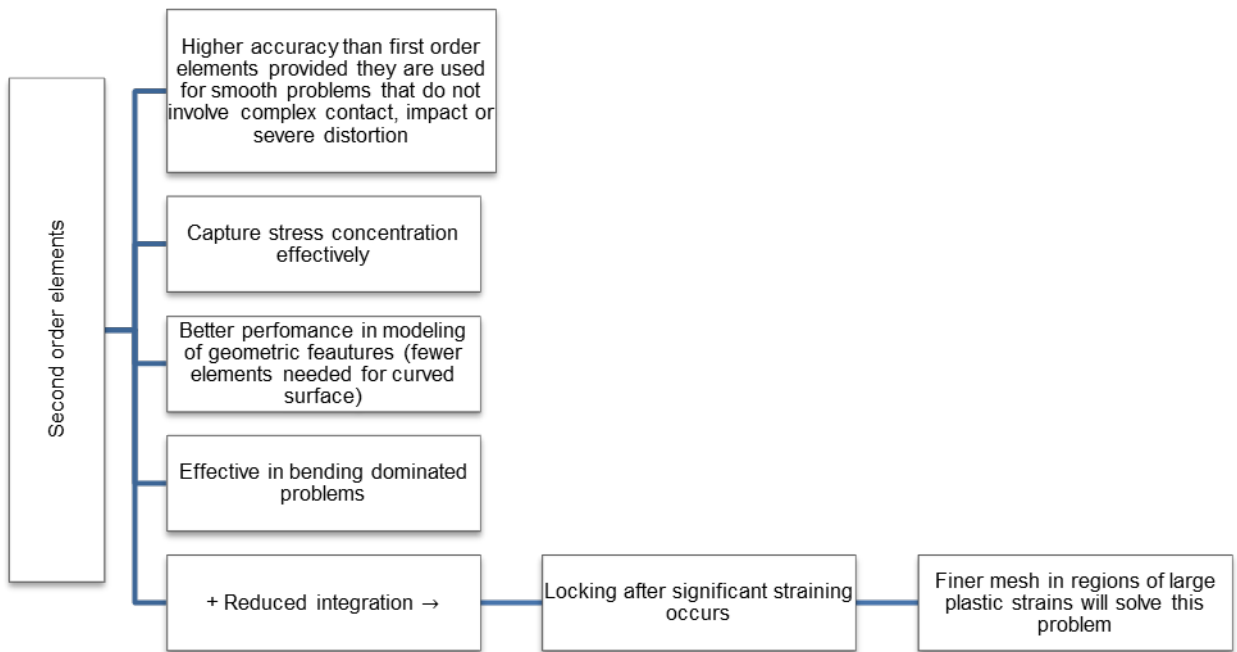 Second order elements
Higher accuracy than first order
elements provided they are used
for smooth problems that do not
involve complex contact, impact or
severe distortion
Capture stress concentration
effectively
Better perfomance in modeling
of geometric feautures (fewer
elements needed for curved
surface)
Effective in bending dominated
problems
+ Reduced integration →
Locking after significant straining
occurs
Finer mesh in regions of large
plastic strains will solve this
problem